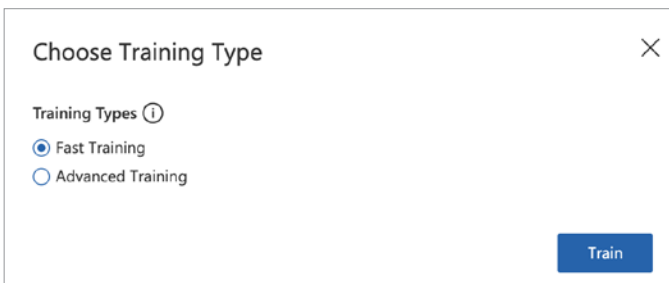 Choose Training Type
Training Types
Fast Training
Advanced Training
Train